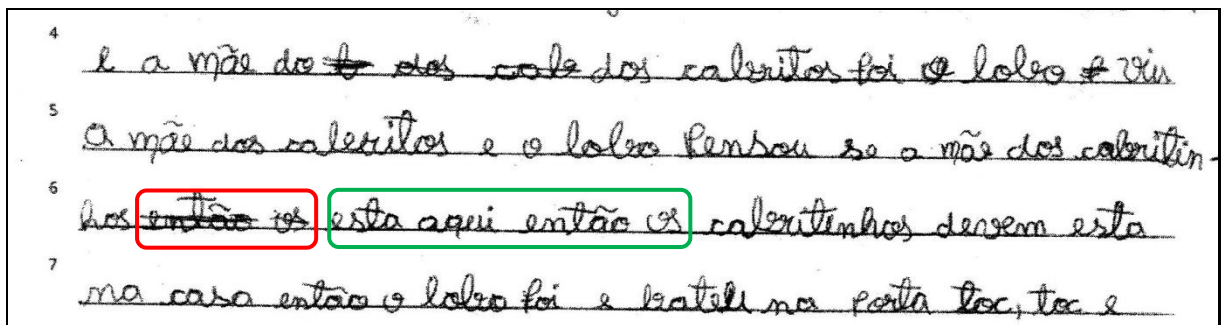 4
e a mãe do dos cab dos cabritos foi o lobo viu
5
a mãe dos cabritos e o lobo Pensou se a mãe dos cabritin-
6
hos então os esta aqui então os cabritinhos devem esta
7
na casa então o lobo foi e bateu na Porta toc, toc e